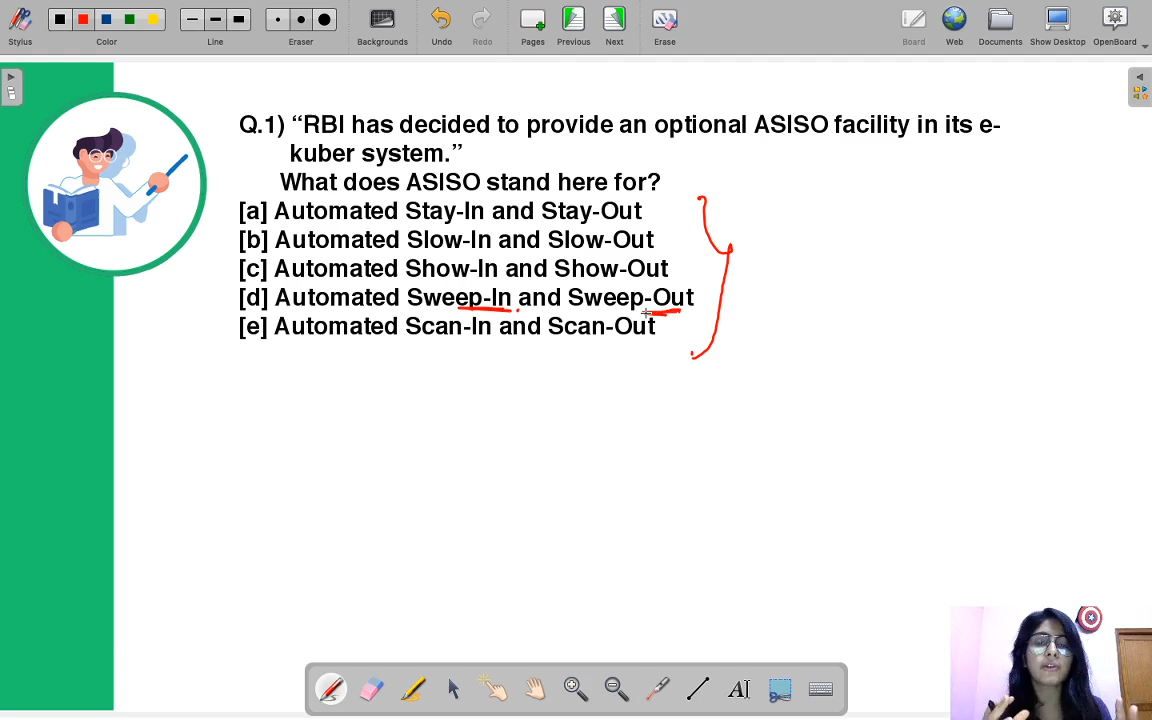 Stylus Color Line Eraser Backgrounds Undo Redo Pages Previous Next Erase Board Web Documents Show Desktop OpenBoard
Q.1) “RBI has decided to provide an optional ASISO facility in its e-
kuber system.”
What does ASISO stand here for?
[a] Automated Stay-In and Stay-Out
[b] Automated Slow-In and Slow-Out
[c] Automated Show-In and Show-Out
[d] Automated Sweep-In and Sweep-Out
[e] Automated Scan-In and Scan-Out